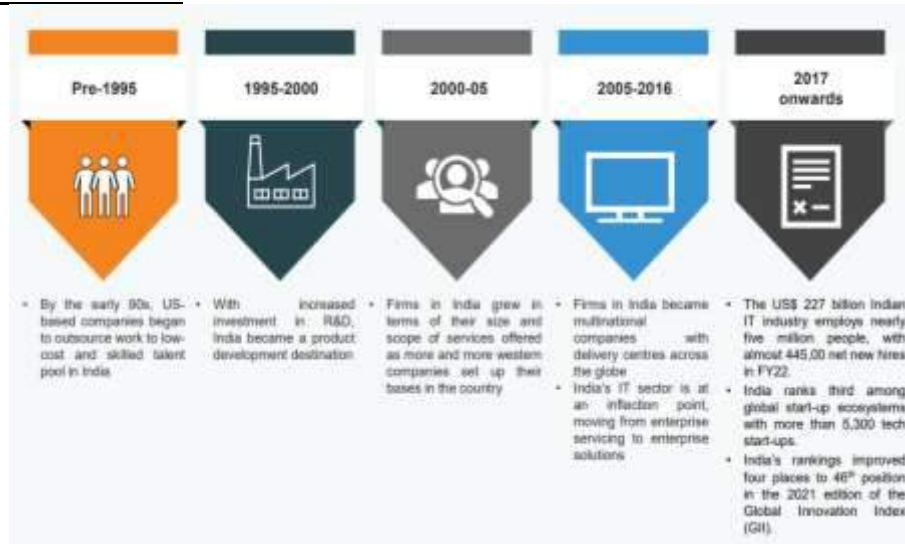 Pre-1995
1995-2000
2000-05
2005-2016
2017
onwards
• By the early 90s, US-
based companies began
to outsource work to low-
cost and skilled talent
pool in India
• With increased
investment in R&D,
India became a product
development destination
• Firms in India grew in
terms of their size and
scope of services offered
as more and more western
companies set up their
bases in the country
• Firms in India became
multinational
companies with
delivery centres across
the globe
• India's IT sector is at
an inflection point,
moving from enterprise
servicing to enterprise
solutions
• The US$ 227 billion Indian
IT industry employs nearly
five million people, with
almost 445,00 net new hires
in FY22.
• India ranks third among
global start-up ecosystems
with more than 5,300 tech
start-ups.
• India's rankings improved
four places to 46th position
in the 2021 edition of the
Global Innovation Index
(GII).